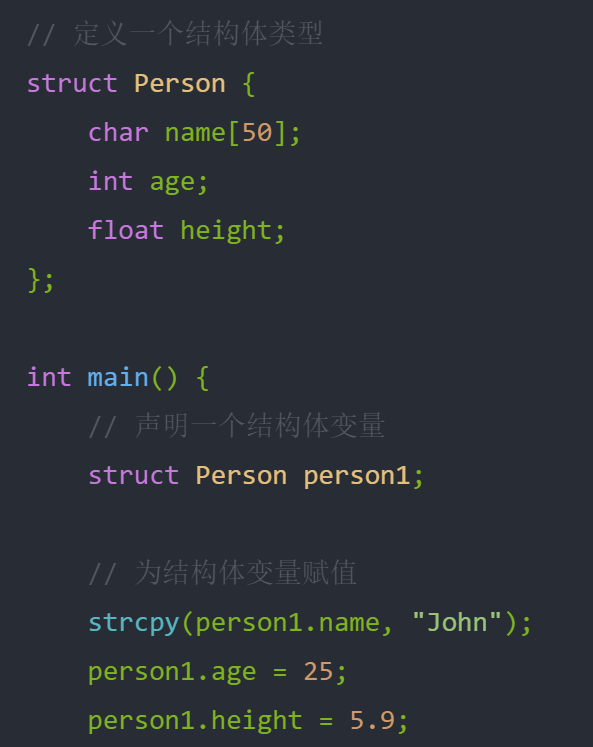 // 定义一个结构体类型
struct Person {
    char name[50];
    int age;
    float height;
};

int main() {
    // 声明一个结构体变量
    struct Person person1;

    // 为结构体变量赋值
    strcpy(person1.name, "John");
    person1.age = 25;
    person1.height = 5.9;